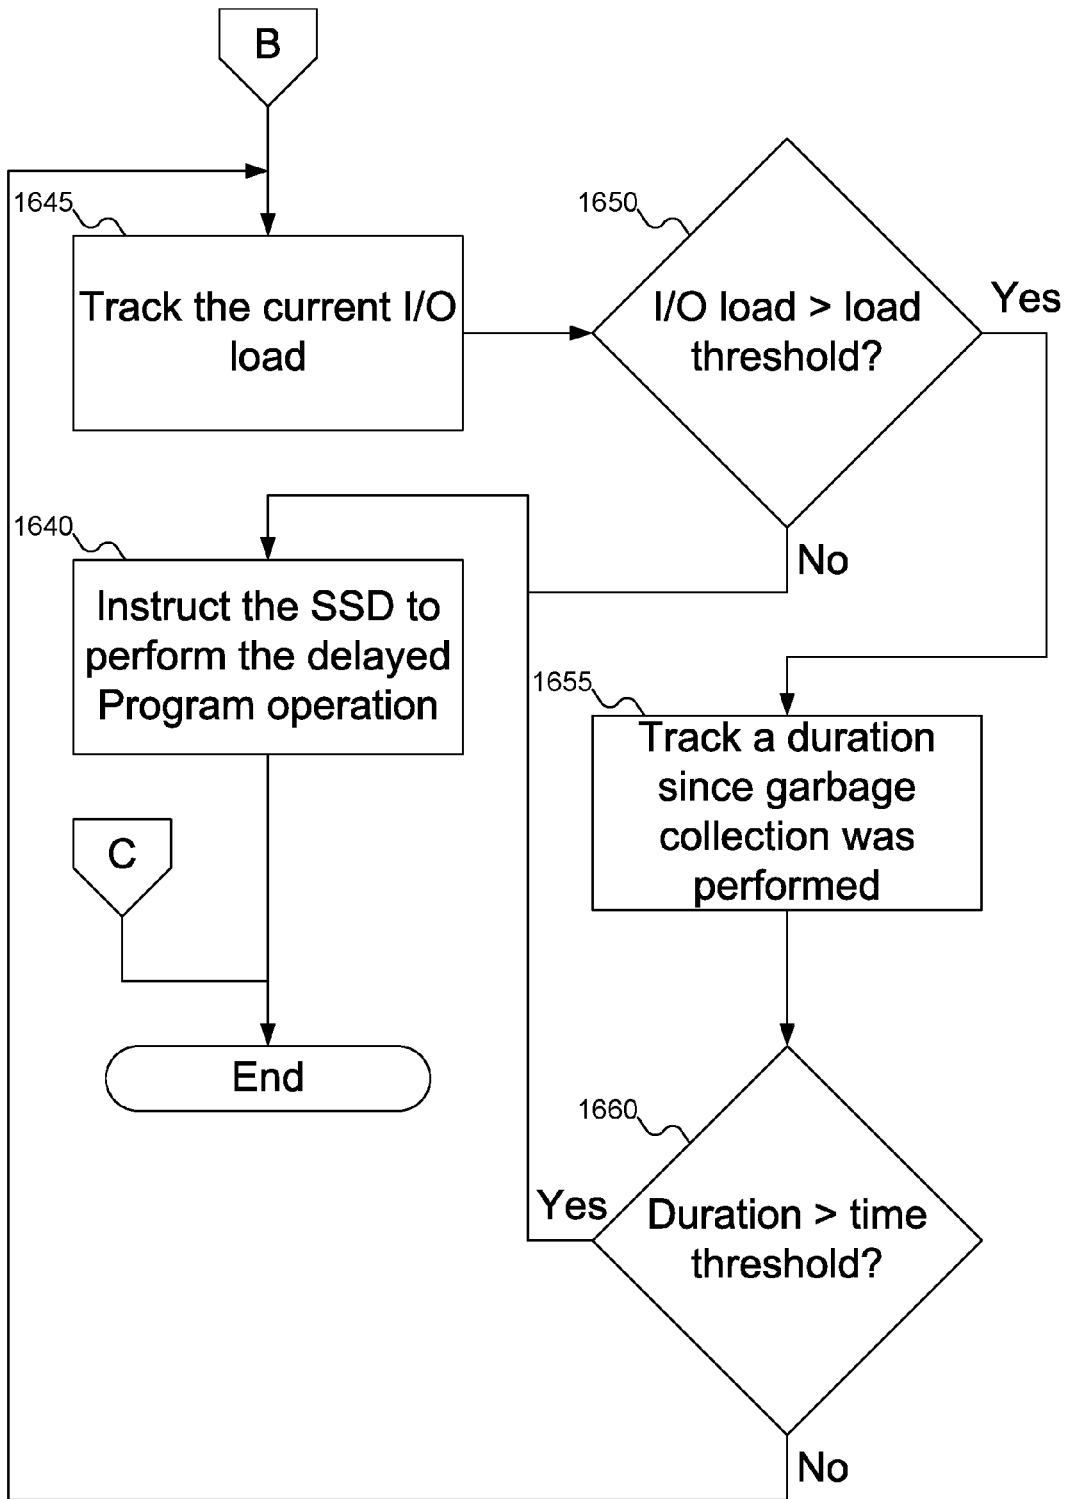 B
1645
Track the current I/O
load
1650
I/O load > load
threshold?
Yes
No
1640
Instruct the SSD to
perform the delayed
Program operation
1655
Track a duration
since garbage
collection was
performed
C
End
1660
Duration > time
threshold?
Yes
No